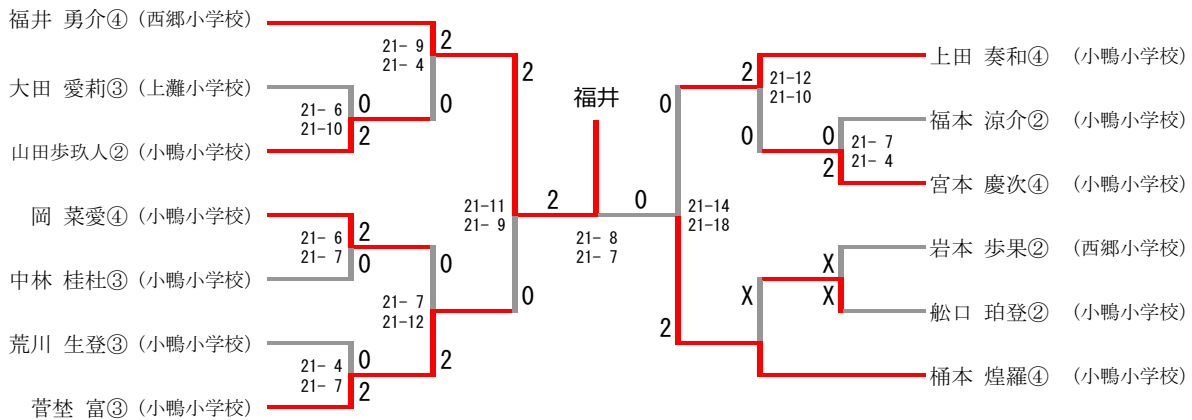 福井 勇介④ (西郷小学校)
21- 9
21- 4
2
0
大田 愛莉③ (上灘小学校)
21- 6
21-10
0
2
山田歩玖人② (小鴨小学校)
2
岡 菜愛④ (小鴨小学校)
21- 6
21- 7
2
0
中林 桂杜③ (小鴨小学校)
21-11
21- 9
0
21- 7
21-12
0
2
荒川 生登③ (小鴨小学校)
21- 4
21- 7
0
2
菅埜 富③ (小鴨小学校)
福井
2
0
21- 8
21- 7
上田 奏和④ (小鴨小学校)
2
21-12
21-10
0
0
福本 涼介② (小鴨小学校)
0
21- 7
21- 4
2
宮本 慶次④ (小鴨小学校)
21-14
21-18
岩本 歩果② (西郷小学校)
X
X
X
舩口 珀登② (小鴨小学校)
2
桶本 煌羅④ (小鴨小学校)